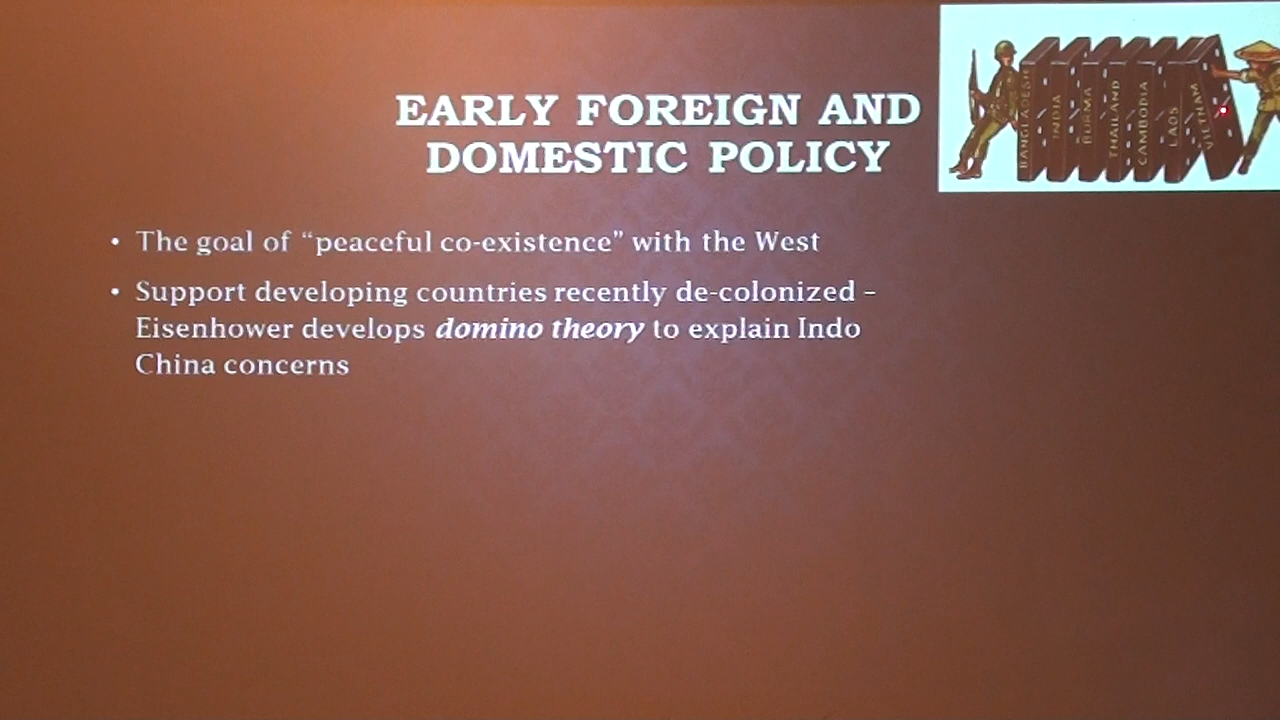 EARLY FOREIGN AND
DOMESTIC POLICY
BANGLADESH
INDIA
BURMA
THAILAND
CAMBODIA
LAOS
VIETNAM
• The goal of “peaceful co-existence” with the West
• Support developing countries recently de-colonized –
Eisenhower develops domino theory to explain Indo
China concerns